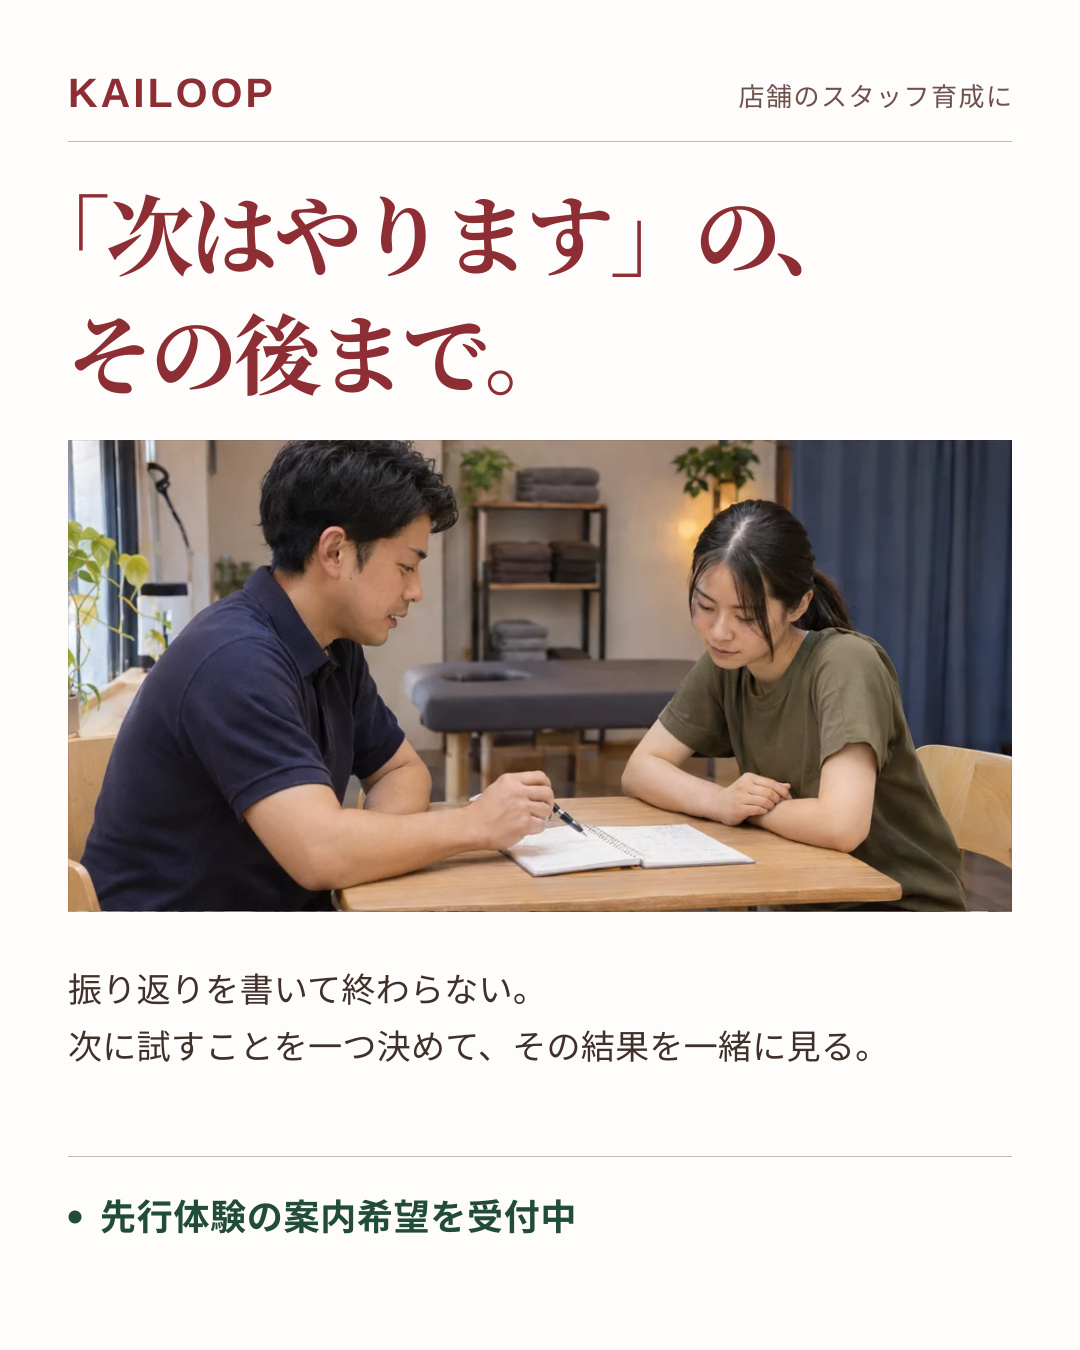 KAILOOP
店舗のスタッフ育成に
「次はやります」の、
その後まで。
振り返りを書いて終わらない。
次に試すことを一つ決めて、その結果を一緒に見る。
• 先行体験の案内希望を受付中